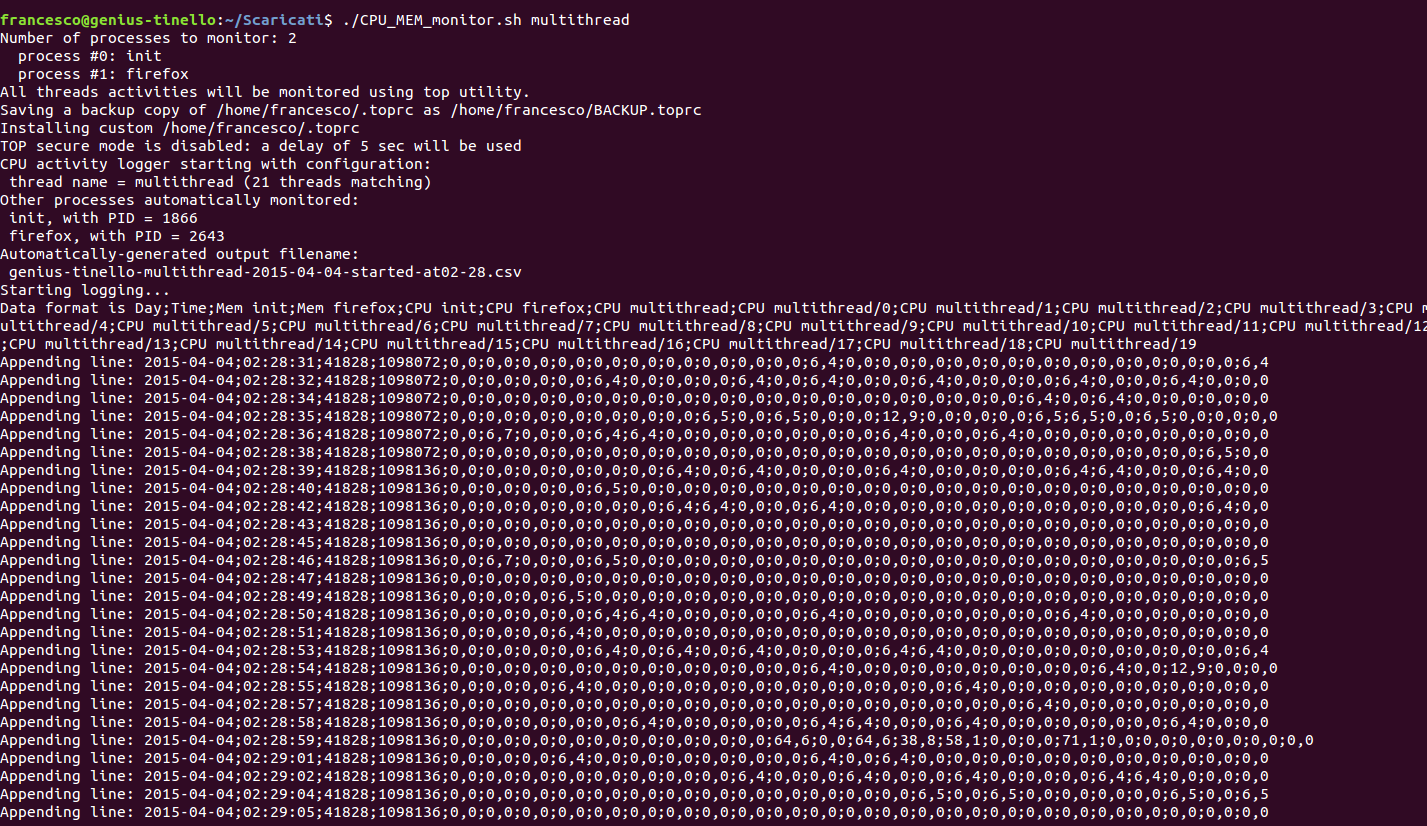 francesco@genius-tinello:~/Scaricati$ ./CPU_MEM_monitor.sh multithread
Number of processes to monitor: 2
process #0: init
process #1: firefox
All threads activities will be monitored using top utility.
Saving a backup copy of /home/francesco/.toprc as /home/francesco/BACKUP.toprc
Installing custom /home/francesco/.toprc
TOP secure mode is disabled: a delay of 5 sec will be used
CPU activity logger starting with configuration:
thread name = multithread (21 threads matching)
Other processes automatically monitored:
init, with PID = 1866
firefox, with PID = 2643
Automatically-generated output filename:
genius-tinello-multithread-2015-04-04-started-at02-28.csv
Starting logging...
Data format is Day;Time;Mem init;Mem firefox;CPU init;CPU firefox;CPU multithread;CPU multithread/0;CPU multithread/1;CPU multithread/2;CPU multithread/3;CPU m
ultithread/4;CPU multithread/5;CPU multithread/6;CPU multithread/7;CPU multithread/8;CPU multithread/9;CPU multithread/10;CPU multithread/11;CPU multithread/12
;CPU multithread/13;CPU multithread/14;CPU multithread/15;CPU multithread/16;CPU multithread/17;CPU multithread/18;CPU multithread/19
Appending line: 2015-04-04;02:28:31;41828;1098072;0,0;0,0;0,0;0,0;0,0;0,0;0,0;0,0;0,0;0,0;6,4;0,0;0,0;0,0;0,0;0,0;0,0;0,0;0,0;0,0;0,0;0,0;6,4
Appending line: 2015-04-04;02:28:32;41828;1098072;0,0;0,0;0,0;0,0;6,4;0,0;0,0;0,0;6,4;0,0;6,4;0,0;0,0;6,4;0,0;0,0;0,0;6,4;0,0;0,0;6,4;0,0;0,0
Appending line: 2015-04-04;02:28:34;41828;1098072;0,0;0,0;0,0;0,0;0,0;0,0;0,0;0,0;0,0;0,0;0,0;0,0;0,0;0,0;0,0;0,0;6,4;0,0;6,4;0,0;0,0;0,0;0,0
Appending line: 2015-04-04;02:28:35;41828;1098072;0,0;0,0;0,0;0,0;0,0;0,0;0,0;6,5;0,0;6,5;0,0;0,0;12,9;0,0;0,0;0,0;6,5;6,5;0,0;6,5;0,0;0,0;0,0
Appending line: 2015-04-04;02:28:36;41828;1098072;0,0;6,7;0,0;0,0;6,4;6,4;0,0;0,0;0,0;0,0;0,0;0,0;6,4;0,0;0,0;6,4;0,0;0,0;0,0;0,0;0,0;0,0;0,0
Appending line: 2015-04-04;02:28:38;41828;1098072;0,0;0,0;0,0;0,0;0,0;0,0;0,0;0,0;0,0;0,0;0,0;0,0;0,0;0,0;0,0;0,0;0,0;0,0;0,0;0,0;0,0;6,5;0,0
Appending line: 2015-04-04;02:28:39;41828;1098136;0,0;0,0;0,0;0,0;0,0;0,0;6,4;0,0;6,4;0,0;0,0;0,0;6,4;0,0;0,0;0,0;0,0;6,4;6,4;0,0;0,0;6,4;0,0
Appending line: 2015-04-04;02:28:40;41828;1098136;0,0;0,0;0,0;0,0;6,5;0,0;0,0;0,0;0,0;0,0;0,0;0,0;0,0;0,0;0,0;0,0;0,0;0,0;0,0;0,0;0,0;0,0;0,0
Appending line: 2015-04-04;02:28:42;41828;1098136;0,0;0,0;0,0;0,0;0,0;0,0;6,4;6,4;0,0;0,0;6,4;0,0;0,0;0,0;0,0;0,0;0,0;0,0;0,0;0,0;0,0;6,4;0,0
Appending line: 2015-04-04;02:28:43;41828;1098136;0,0;0,0;0,0;0,0;0,0;0,0;0,0;0,0;0,0;0,0;0,0;0,0;0,0;0,0;0,0;0,0;0,0;0,0;0,0;0,0;0,0;0,0;0,0
Appending line: 2015-04-04;02:28:45;41828;1098136;0,0;0,0;0,0;0,0;0,0;0,0;0,0;0,0;0,0;0,0;0,0;0,0;0,0;0,0;0,0;0,0;0,0;0,0;0,0;0,0;0,0;0,0;0,0
Appending line: 2015-04-04;02:28:46;41828;1098136;0,0;6,7;0,0;0,0;6,5;0,0;0,0;0,0;0,0;0,0;0,0;0,0;0,0;0,0;0,0;0,0;0,0;0,0;0,0;0,0;0,0;0,0;6,5
Appending line: 2015-04-04;02:28:47;41828;1098136;0,0;0,0;0,0;0,0;0,0;0,0;0,0;0,0;0,0;0,0;0,0;0,0;0,0;0,0;0,0;0,0;0,0;0,0;0,0;0,0;0,0;0,0;0,0
Appending line: 2015-04-04;02:28:49;41828;1098136;0,0;0,0;0,0;6,5;0,0;0,0;0,0;0,0;0,0;0,0;0,0;0,0;0,0;0,0;0,0;0,0;0,0;0,0;0,0;0,0;0,0;0,0;0,0
Appending line: 2015-04-04;02:28:50;41828;1098136;0,0;0,0;0,0;0,0;6,4;6,4;0,0;0,0;0,0;0,0;6,4;0,0;0,0;0,0;0,0;0,0;0,0;6,4;0,0;0,0;0,0;0,0;0,0
Appending line: 2015-04-04;02:28:51;41828;1098136;0,0;0,0;0,0;6,4;0,0;0,0;0,0;0,0;0,0;0,0;0,0;0,0;0,0;0,0;0,0;0,0;0,0;0,0;0,0;0,0;0,0;0,0;0,0
Appending line: 2015-04-04;02:28:53;41828;1098136;0,0;0,0;0,0;0,0;6,4;0,0;6,4;0,0;6,4;0,0;0,0;0,0;6,4;6,4;0,0;0,0;0,0;0,0;0,0;0,0;0,0;0,0;6,4
Appending line: 2015-04-04;02:28:54;41828;1098136;0,0;0,0;0,0;0,0;0,0;0,0;0,0;0,0;0,0;0,0;6,4;0,0;0,0;0,0;0,0;0,0;0,0;0,0;6,4;0,0;12,9;0,0;0,0
Appending line: 2015-04-04;02:28:55;41828;1098136;0,0;0,0;0,0;6,4;0,0;0,0;0,0;0,0;0,0;0,0;0,0;0,0;0,0;0,0;6,4;0,0;0,0;0,0;0,0;0,0;0,0;0,0;0,0
Appending line: 2015-04-04;02:28:57;41828;1098136;0,0;0,0;0,0;0,0;0,0;0,0;0,0;0,0;0,0;0,0;0,0;0,0;0,0;0,0;0,0;0,0;6,4;0,0;0,0;0,0;0,0;0,0;0,0
Appending line: 2015-04-04;02:28:58;41828;1098136;0,0;0,0;0,0;0,0;0,0;6,4;0,0;0,0;0,0;0,0;6,4;6,4;0,0;0,0;6,4;0,0;0,0;0,0;0,0;0,0;6,4;0,0;0,0
Appending line: 2015-04-04;02:28:59;41828;1098136;0,0;0,0;0,0;0,0;0,0;0,0;0,0;0,0;0,0;64,6;0,0;64,6;38,8;58,1;0,0;0,0;71,1;0,0;0,0;0,0;0,0;0,0;0,0
Appending line: 2015-04-04;02:29:01;41828;1098136;0,0;0,0;0,0;6,4;0,0;0,0;0,0;0,0;0,0;0,0;6,4;0,0;6,4;0,0;0,0;0,0;0,0;0,0;0,0;0,0;0,0;0,0;0,0
Appending line: 2015-04-04;02:29:02;41828;1098136;0,0;0,0;0,0;0,0;0,0;0,0;0,0;0,0;6,4;0,0;0,0;6,4;0,0;0,0;6,4;0,0;0,0;0,0;6,4;6,4;0,0;0,0;0,0
Appending line: 2015-04-04;02:29:04;41828;1098136;0,0;0,0;0,0;0,0;0,0;0,0;0,0;0,0;0,0;0,0;0,0;0,0;0,0;6,5;0,0;6,5;0,0;0,0;0,0;0,0;6,5;0,0;6,5
Appending line: 2015-04-04;02:29:05;41828;1098136;0,0;0,0;0,0;0,0;0,0;0,0;0,0;0,0;0,0;0,0;0,0;0,0;0,0;0,0;0,0;0,0;0,0;0,0;0,0;0,0;0,0;0,0;0,0